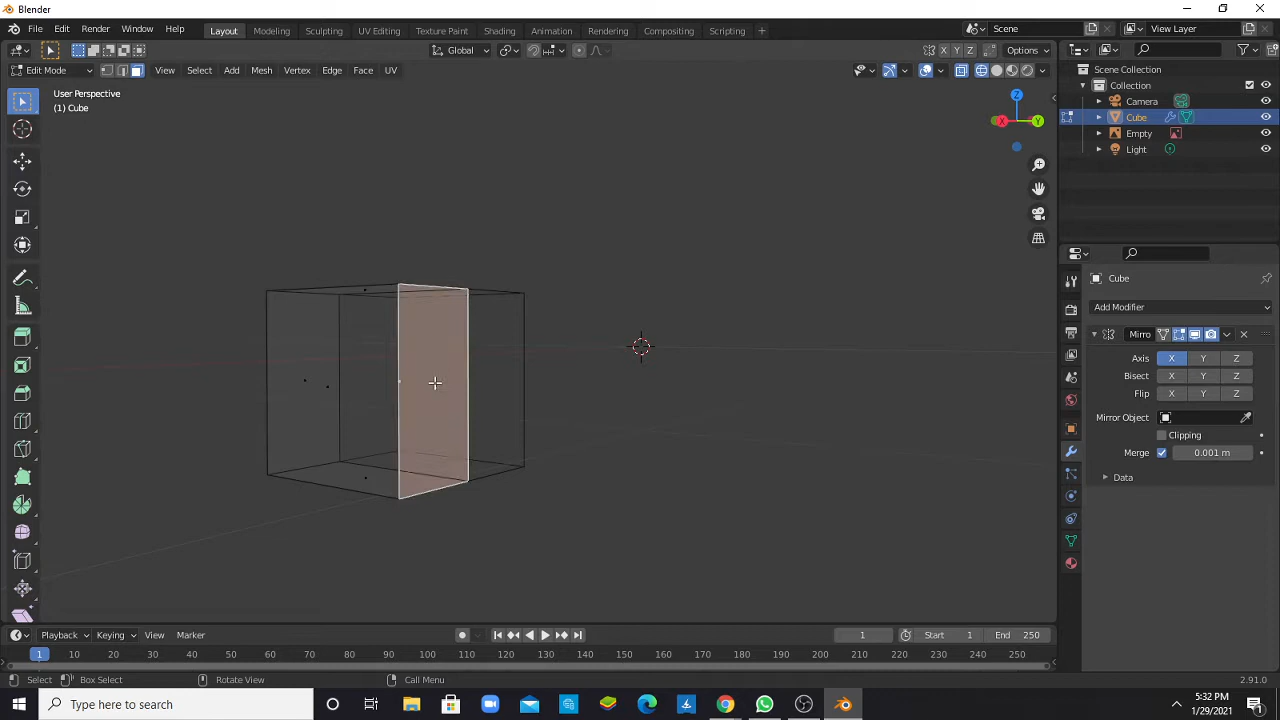 Blender
File Edit Render Window Help Layout Modeling Sculpting UV Editing Texture Paint Shading Animation Rendering Compositing Scripting + Scene View Layer
Global X Y Z Options
Edit Mode View Select Add Mesh Vertex Edge Face UV
User Perspective
(1) Cube
Z
X Y
Scene Collection
Collection
Camera
Cube
Empty
Light
Cube
Add Modifier
Mirro
Axis X Y Z
Bisect X Y Z
Flip X Y Z
Mirror Object
Clipping
Merge 0.001 m
Data
Playback Keying View Marker 1 Start 1 End 250
1 10 20 30 40 50 60 70 80 90 100 110 120 130 140 150 160 170 180 190 200 210 220 230 240 250
Select Box Select Rotate View Call Menu 2.91.0
Type here to search
5:32 PM
1/29/2021
1